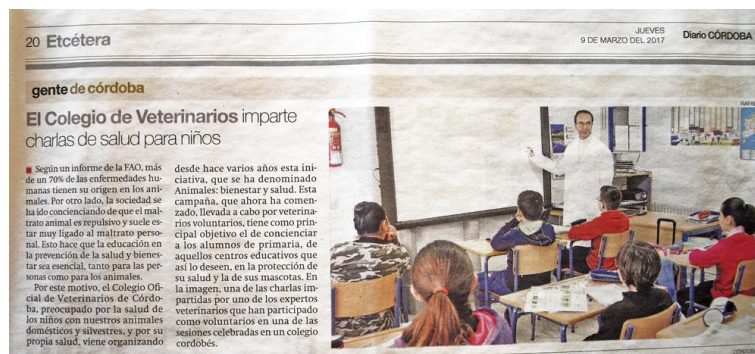 20 Etcétera
JUEVES
9 DE MARZO DEL 2017
Diario CÓRDOBA
gente de córdoba
El Colegio de Veterinarios imparte
charlas de salud para niños
Según un informe de la FAO, más
de un 70% de las enfermedades hu-
manas tienen su origen en los ani-
males. Por otro lado, la sociedad se
ha ido concienciando de que el mal-
trato animal es repulsivo y suele es-
tar muy ligado al maltrato perso-
nal. Esto hace que la educación en
la prevención de la salud y bienes-
tar sea esencial, tanto para las per-
sonas como para los animales.
Por este motivo, el Colegio Ofi-
cial de Veterinarios de Córdo-
ba, preocupado por la salud de
los niños con nuestros animales
domésticos y silvestres, y por su
propia salud, viene organizando
desde hace varios años esta ini-
ciativa, que se ha denominado
Animales: bienestar y salud. Esta
campaña, que ahora ha comen-
zado, llevada a cabo por veterina-
rios voluntarios, tiene como prin-
cipal objetivo el de concienciar
a los alumnos de primaria, de
aquellos centros educativos que
así lo deseen, en la protección de
su salud y la de sus mascotas. En
la imagen, una de las charlas im-
partidas por uno de los expertos
veterinarios que han participado
como voluntarios en una de las
sesiones celebradas en un colegio
cordobés.